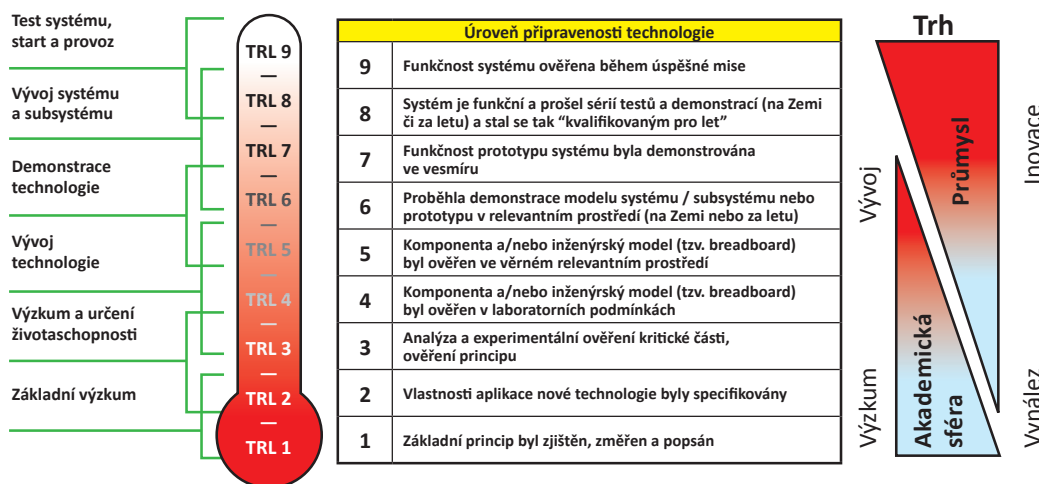 Test systému,
start a provoz
Vývoj systému
a subsystému
Demonstrace
technologie
Vývoj
technologie
Výzkum a určení
životaschopnosti
Základní výzkum
TRL 9
TRL 8
TRL 7
TRL 6
TRL 5
TRL 4
TRL 3
TRL 2
TRL 1
Úroveň připravenosti technologie
9 Funkčnost systému ověřena během úspěšné mise
8 Systém je funkční a prošel sérií testů a demonstrací (na Zemi
či za letu) a stal se tak “kvalifikovaným pro let”
7 Funkčnost prototypu systému byla demonstrována
ve vesmíru
6 Proběhla demonstrace modelu systému / subsystému nebo
prototypu v relevantním prostředí (na Zemi nebo za letu)
5 Komponenta a/nebo inženýrský model (tzv. breadboard)
byl ověřen ve věrném relevantním prostředí
4 Komponenta a/nebo inženýrský model (tzv. breadboard)
byl ověřen v laboratorních podmínkách
3 Analýza a experimentální ověření kritické části,
ověření principu
2 Vlastnosti aplikace nové technologie byly specifikovány
1 Základní princip byl zjištěn, změřen a popsán
Trh
Vývoj
Výzkum
Průmysl
Akademická
sféra
Inovace
Vynález